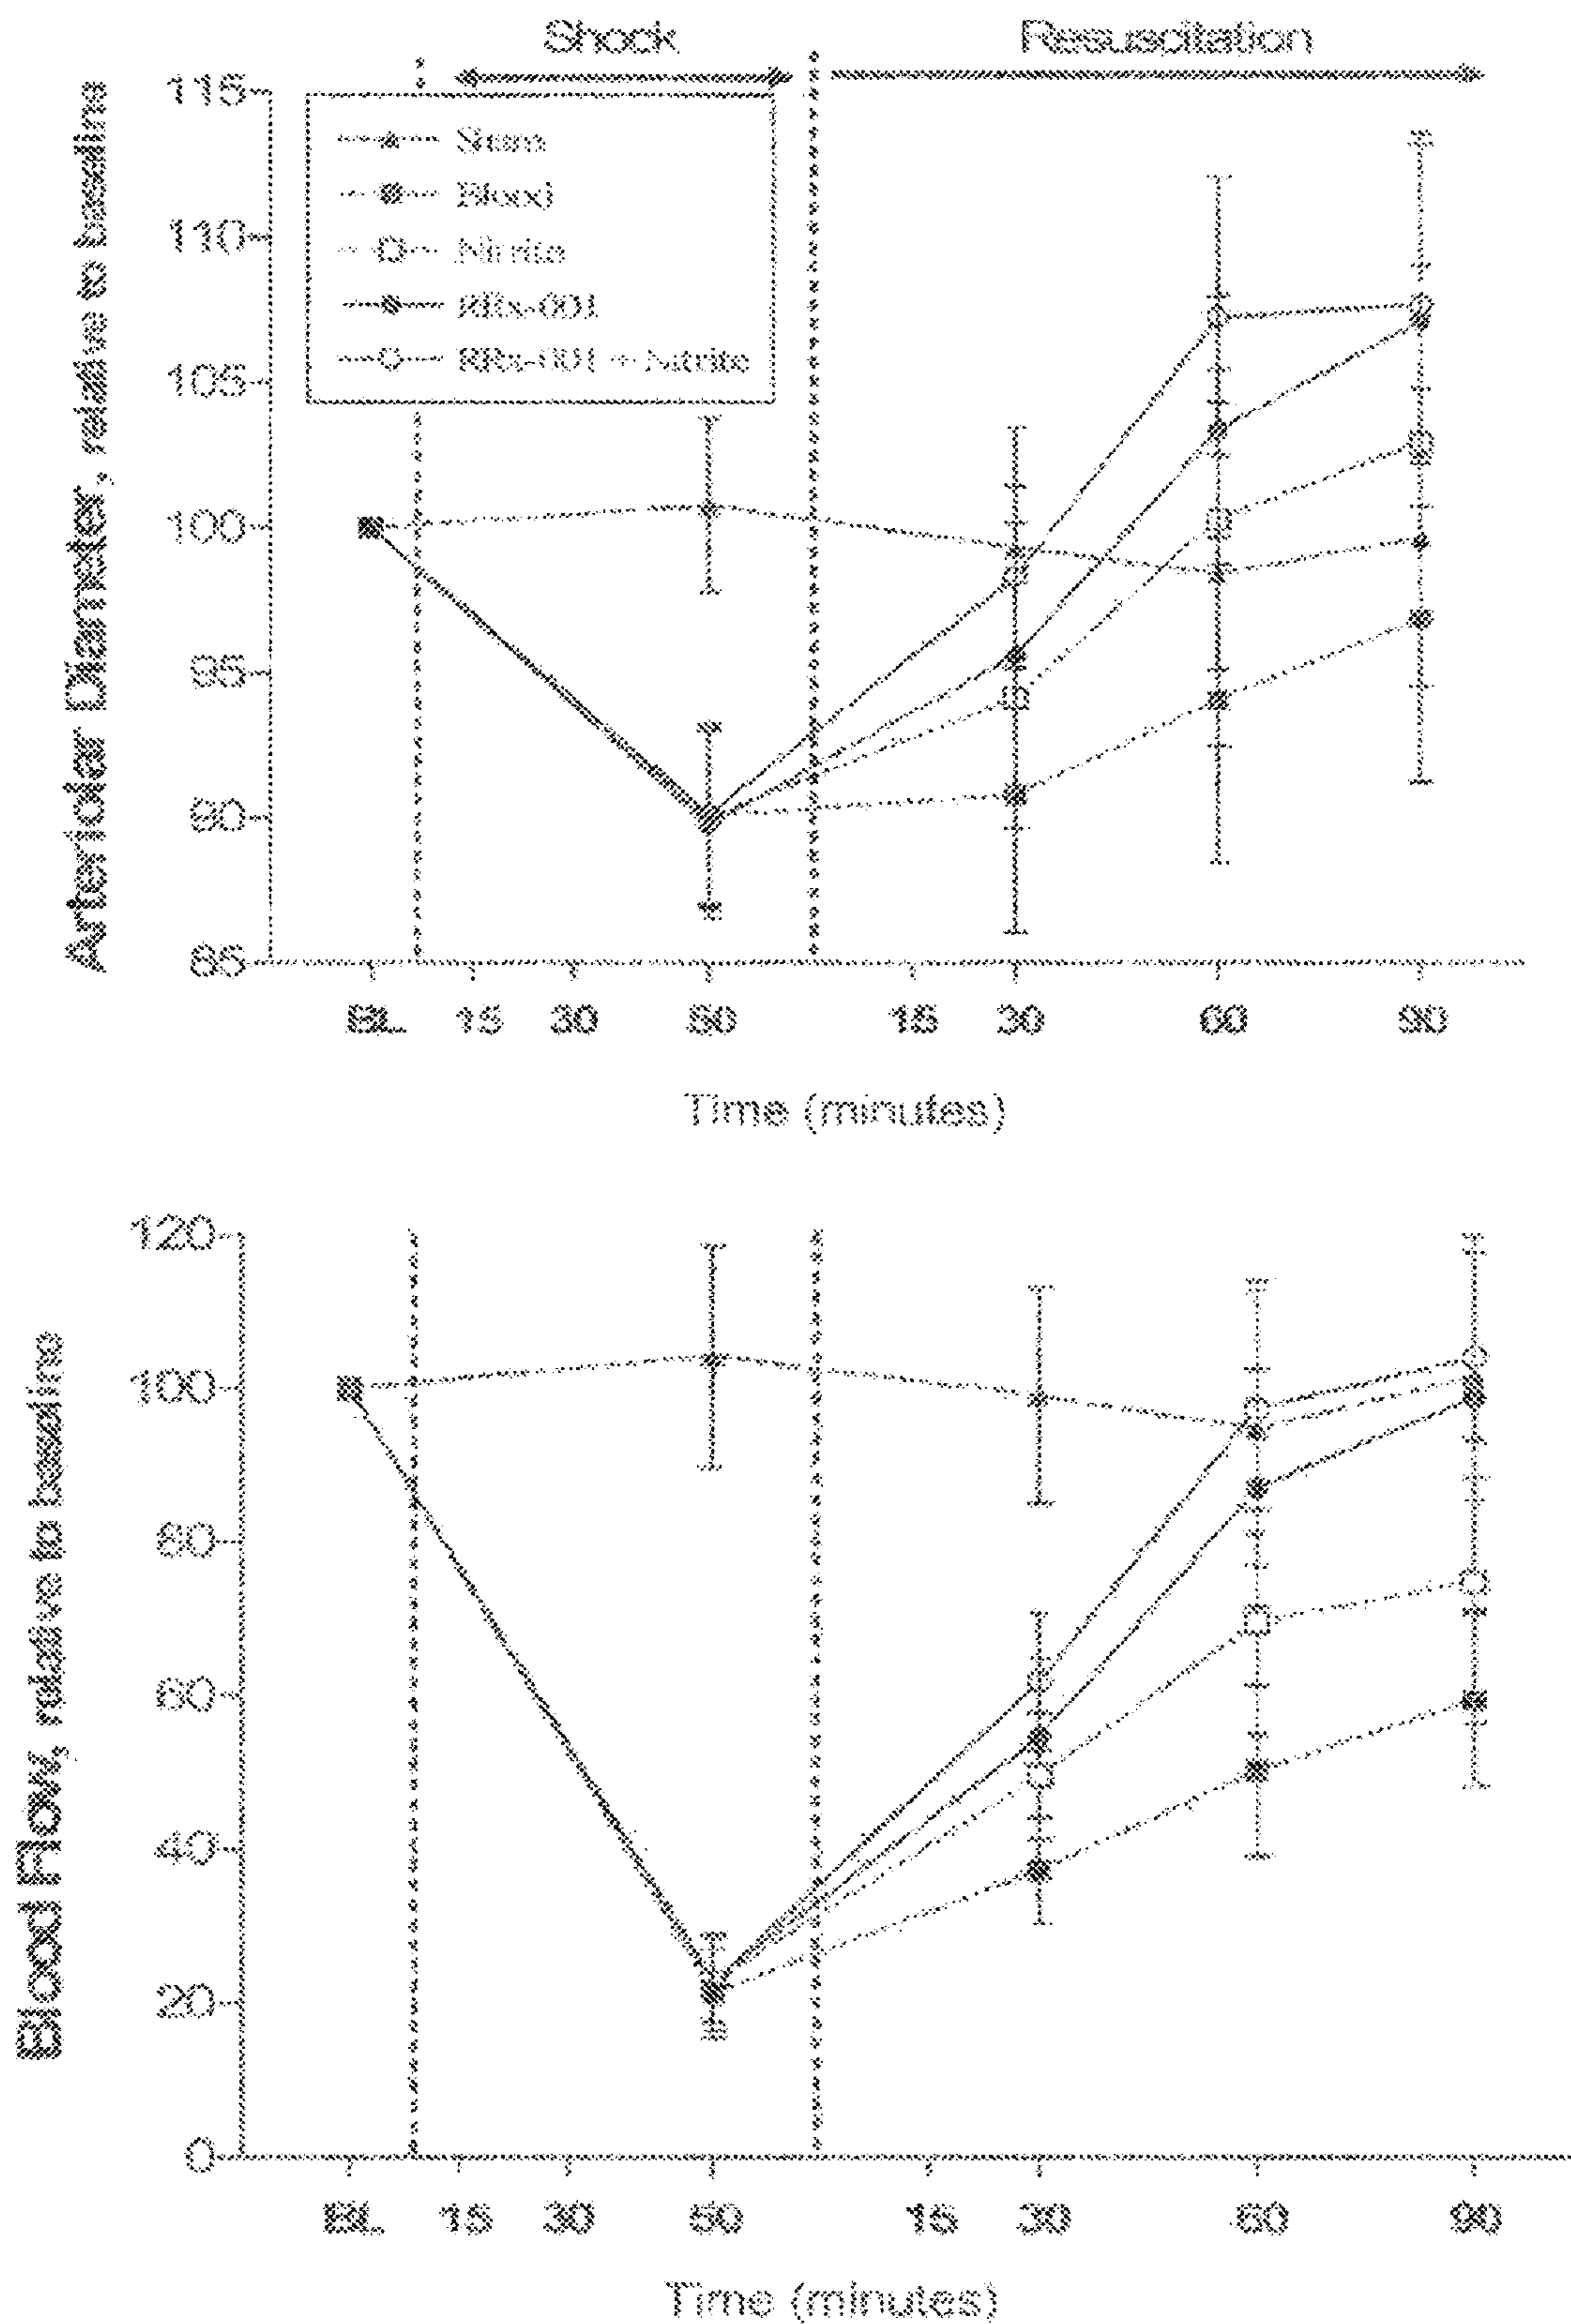 Shock
Resuscitation
Arteriolar Diameter, relative to baseline
115
110
105
100
95
90
85
Sham
Blood
Nitrite
RRx-001
RRx-001 + Nitrite
BL 15 30 50 15 30 60 90
Time (minutes)
Blood Flow, relative to baseline
120
100
80
60
40
20
0
BL 15 30 50 15 30 60 90
Time (minutes)